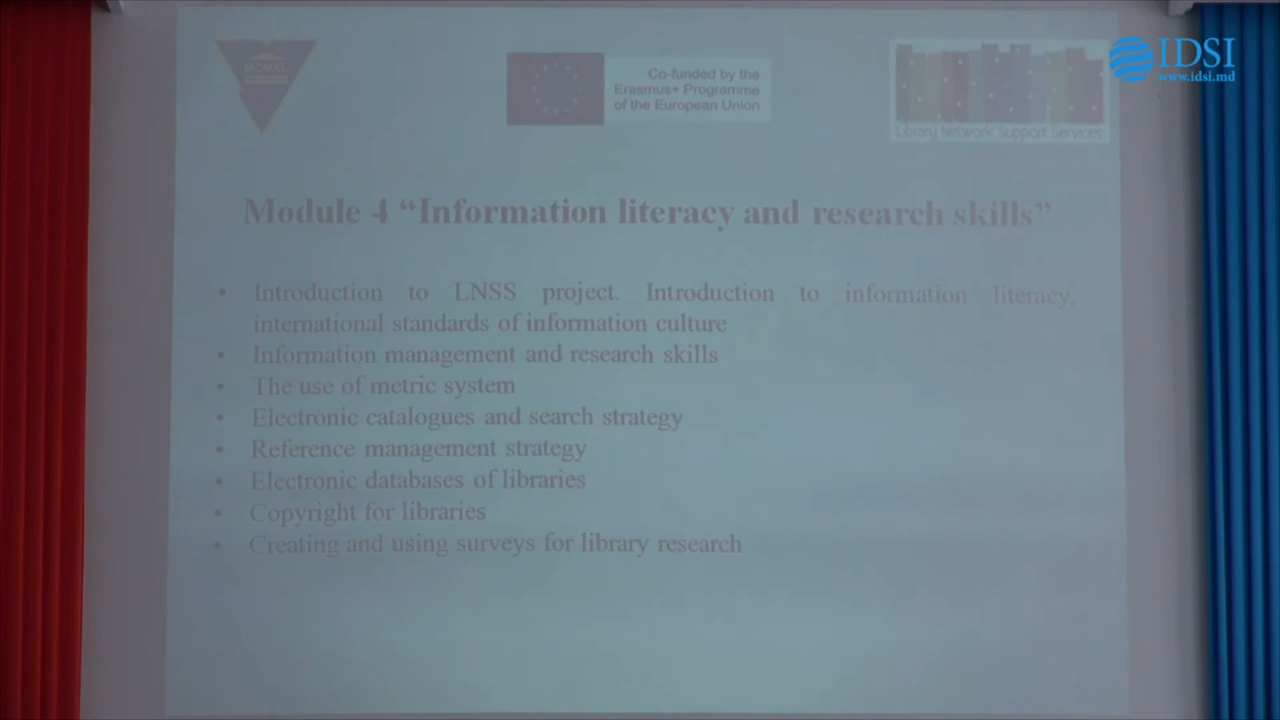 MCMXL
Co-funded by the
Erasmus+ Programme
of the European Union
Library Network Support Services
IDSI
www.idsi.md
Module 4 “Information literacy and research skills”
• Introduction to LNSS project. Introduction to information literacy,
international standards of information culture
• Information management and research skills
• The use of metric system
• Electronic catalogues and search strategy
• Reference management strategy
• Electronic databases of libraries
• Copyright for libraries
• Creating and using surveys for library research